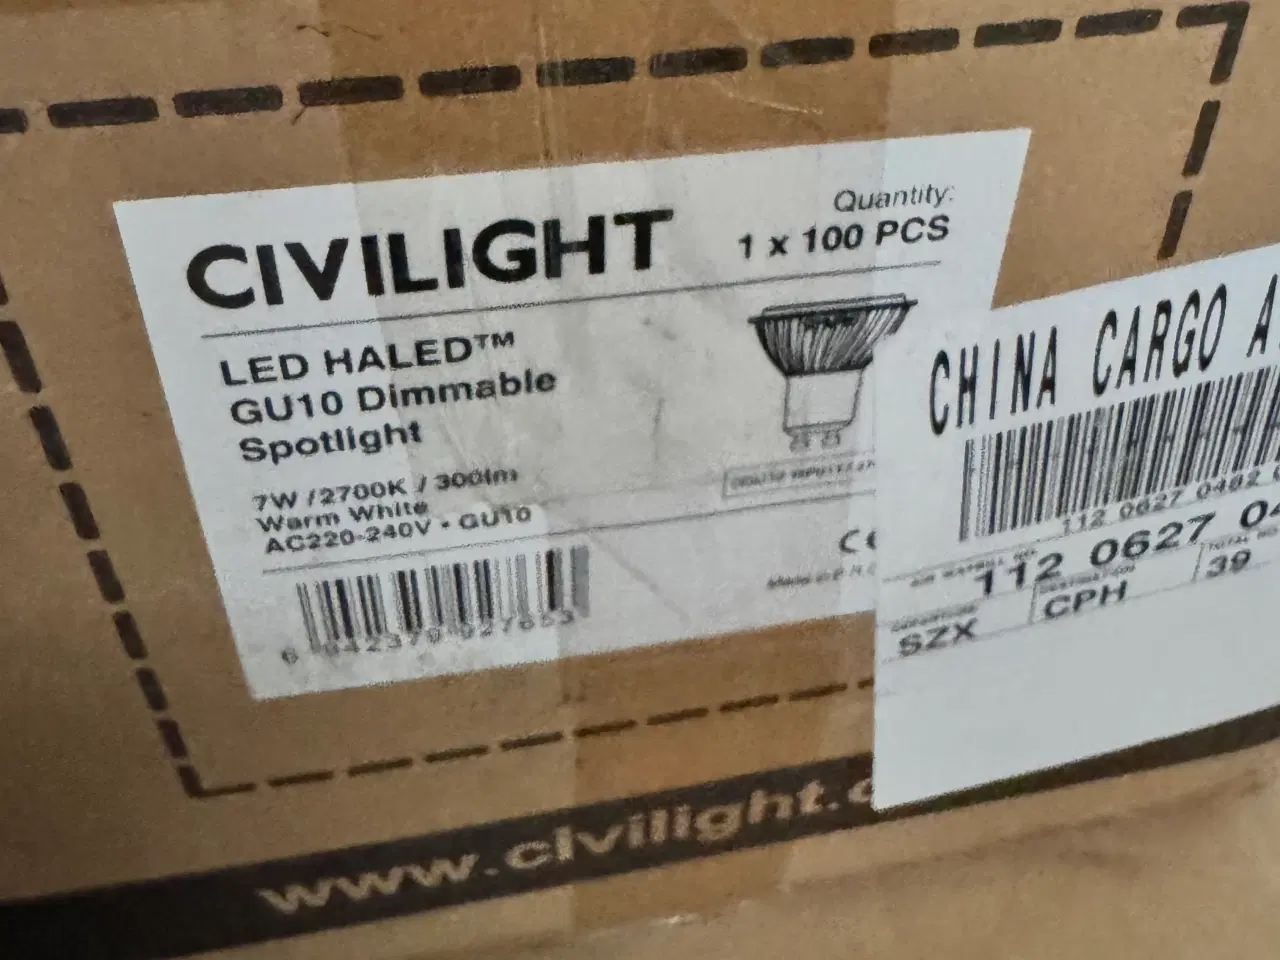 CIVILIGHT
Quantity:
1 x 100 PCS
LED HALED™
GU10 Dimmable
Spotlight
7W / 2700K / 300lm
Warm White
AC220-240V • GU10
CE
CHINA CARGO A
112 0627 0482
112 0627 04
SZX
CPH
39
www.civilight.c